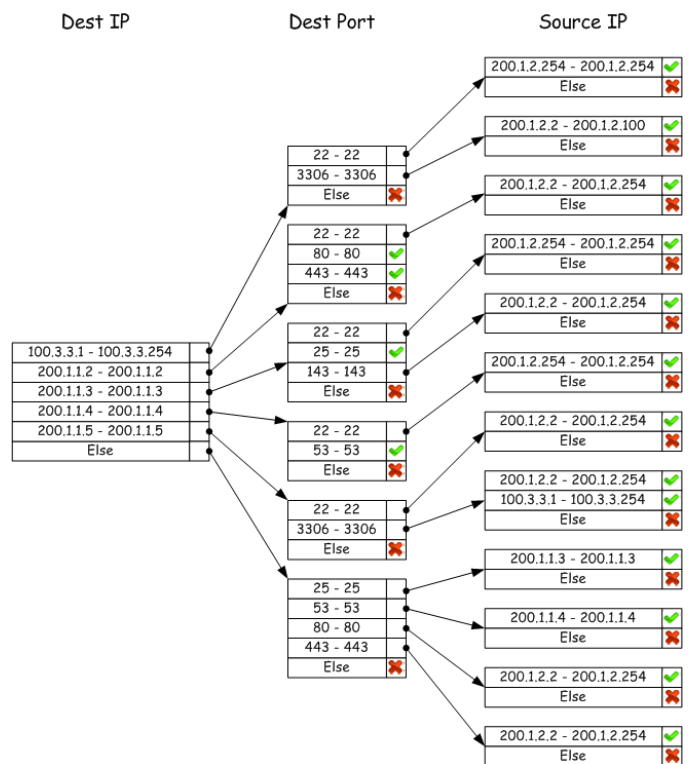 Dest IP
Dest Port
Source IP
100.3.3.1 - 100.3.3.254
200.1.1.2 - 200.1.1.2
200.1.1.3 - 200.1.1.3
200.1.1.4 - 200.1.1.4
200.1.1.5 - 200.1.1.5
Else
22 - 22
3306 - 3306
Else
22 - 22
80 - 80
443 - 443
Else
22 - 22
25 - 25
143 - 143
Else
22 - 22
53 - 53
Else
22 - 22
3306 - 3306
Else
25 - 25
53 - 53
80 - 80
443 - 443
Else
200.1.2.254 - 200.1.2.254
Else
200.1.2.2 - 200.1.2.100
Else
200.1.2.2 - 200.1.2.254
Else
200.1.2.254 - 200.1.2.254
Else
200.1.2.2 - 200.1.2.254
Else
200.1.2.254 - 200.1.2.254
Else
200.1.2.2 - 200.1.2.254
Else
200.1.2.2 - 200.1.2.254
100.3.3.1 - 100.3.3.254
Else
200.1.1.3 - 200.1.1.3
Else
200.1.1.4 - 200.1.1.4
Else
200.1.2.2 - 200.1.2.254
Else
200.1.2.2 - 200.1.2.254
Else